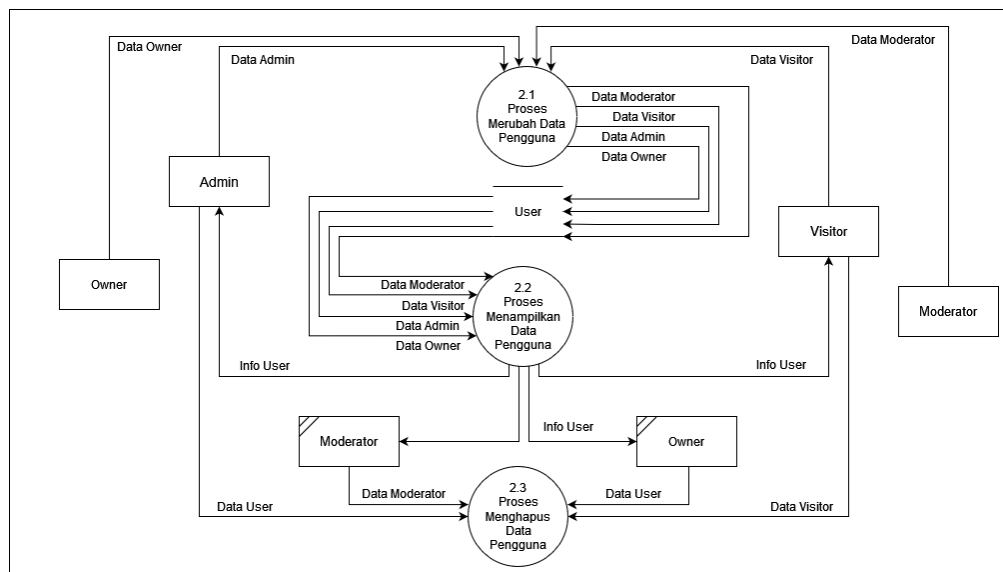 Data Owner
Data Moderator
Data Admin
Data Visitor
2.1
Proses
Merubah Data
Pengguna
Data Moderator
Data Visitor
Data Admin
Data Owner
Admin
User
Visitor
Owner
Moderator
2.2
Proses
Menampilkan
Data
Pengguna
Data Moderator
Data Visitor
Data Admin
Data Owner
Info User
Info User
Moderator
Info User
Owner
2.3
Proses
Menghapus
Data
Pengguna
Data Moderator
Data User
Data User
Data Visitor